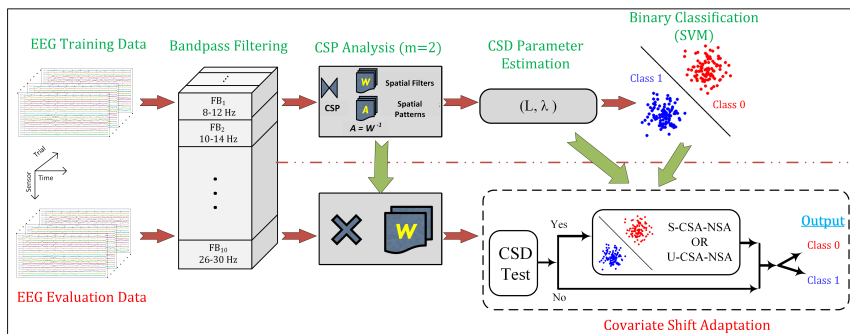 EEG Training Data
Bandpass Filtering
CSP Analysis (m=2)
CSD Parameter
Estimation
Binary Classification
(SVM)
FB1
8-12 Hz
FB2
10-14 Hz
FB10
26-30 Hz
CSP
W
Spatial Filters
A
Spatial
Patterns
A = W⁻¹
(L, λ )
Class 1
Class 0
Trial
Time
Sensor
W
EEG Evaluation Data
CSD
Test
Yes
No
S-CSA-NSA
OR
U-CSA-NSA
Output
Class 0
Class 1
Covariate Shift Adaptation